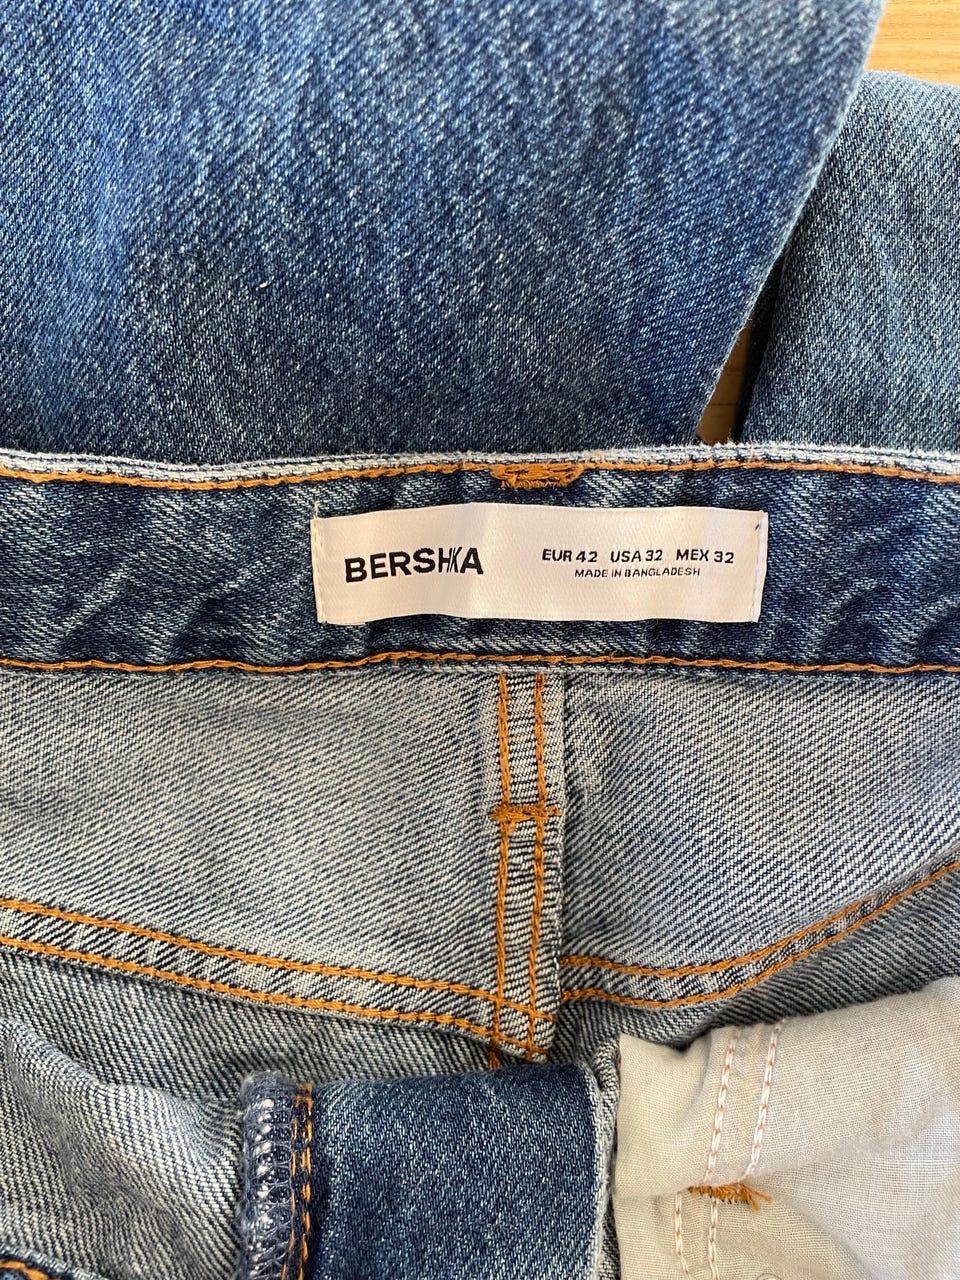 BERSHKA
EUR 42 USA 32 MEX 32
MADE IN BANGLADESH